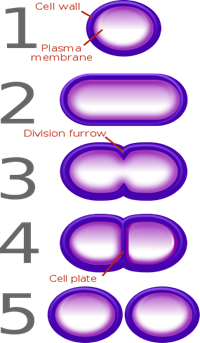 1
Cell wall
Plasma
membrane
2
Division furrow
3
4
Cell plate
5